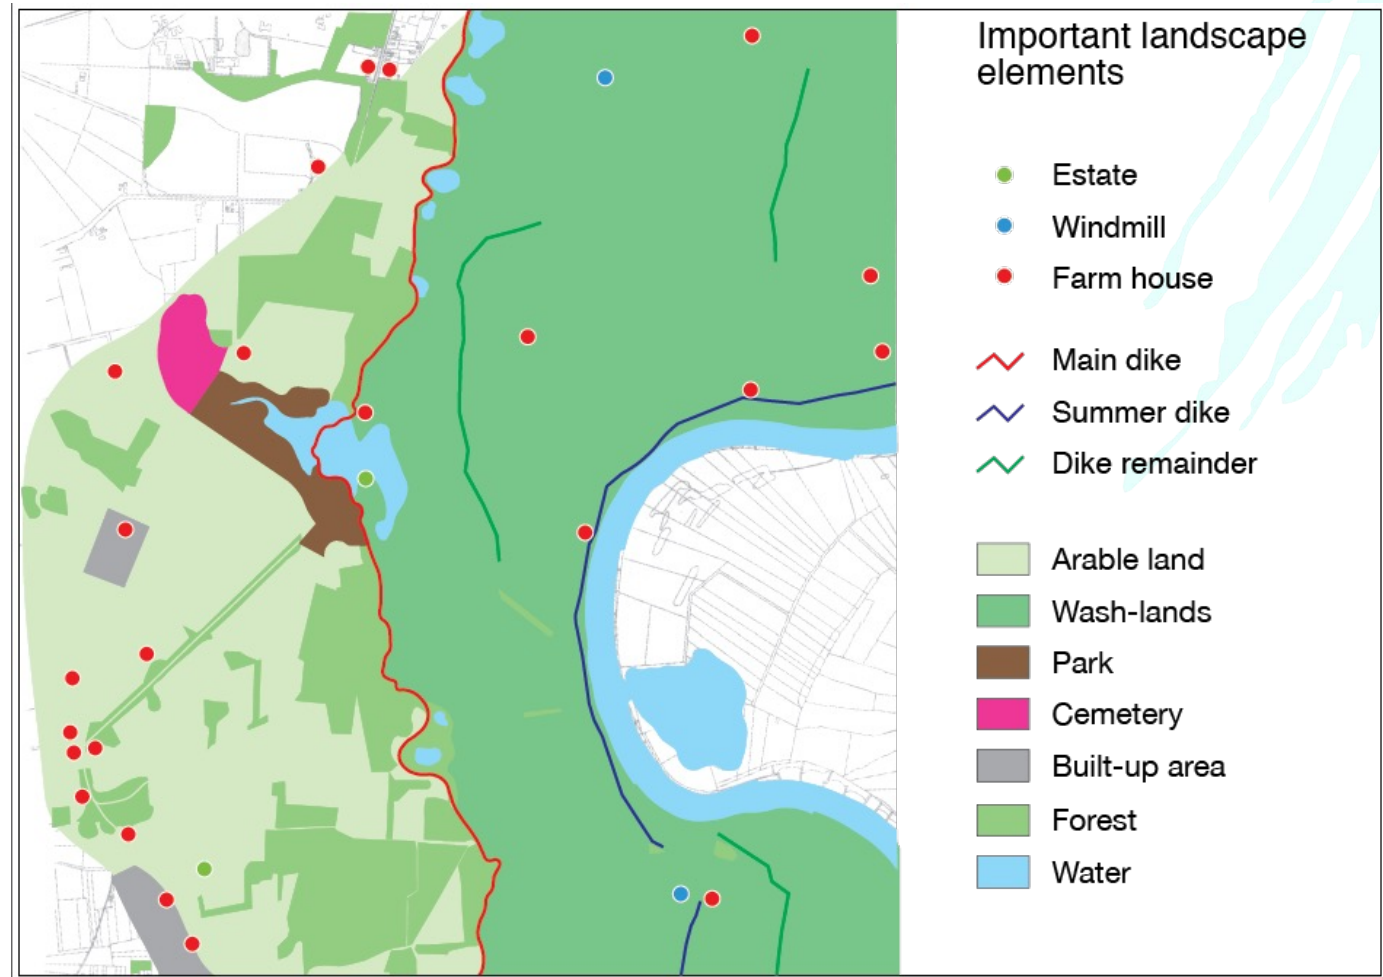 Important landscape
elements
Estate
Windmill
Farm house
Main dike
Summer dike
Dike remainder
Arable land
Wash-lands
Park
Cemetery
Built-up area
Forest
Water